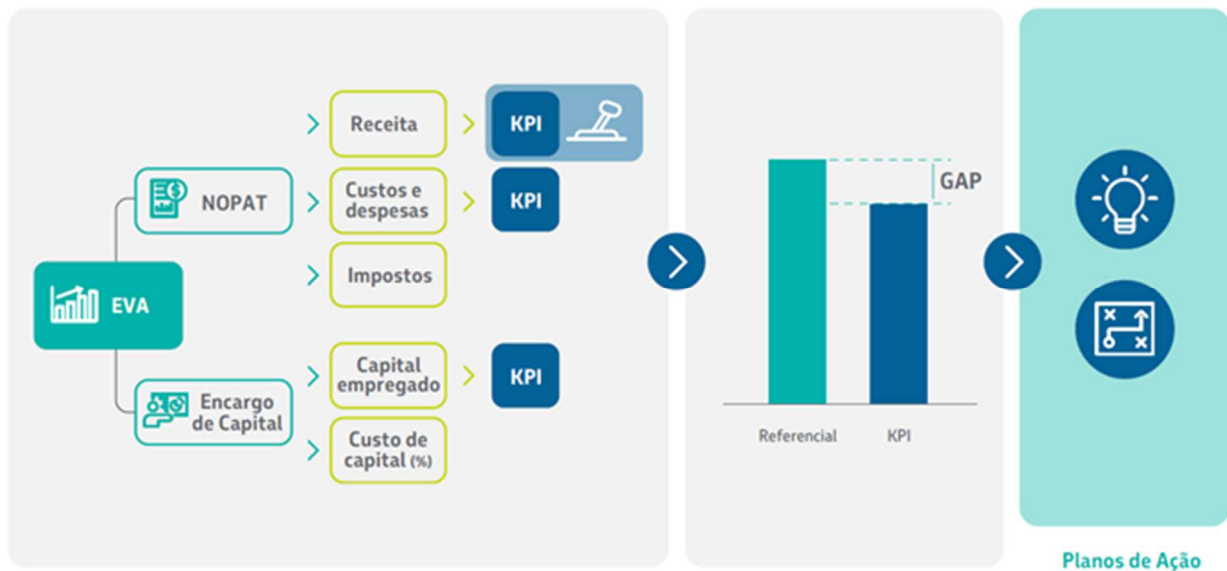 Receita
KPI
NOPAT
Custos e
despesas
KPI
Impostos
EVA
Capital
empregado
KPI
Encargo
de Capital
Custo de
capital (%)
GAP
Referencial
KPI
Planos de Ação